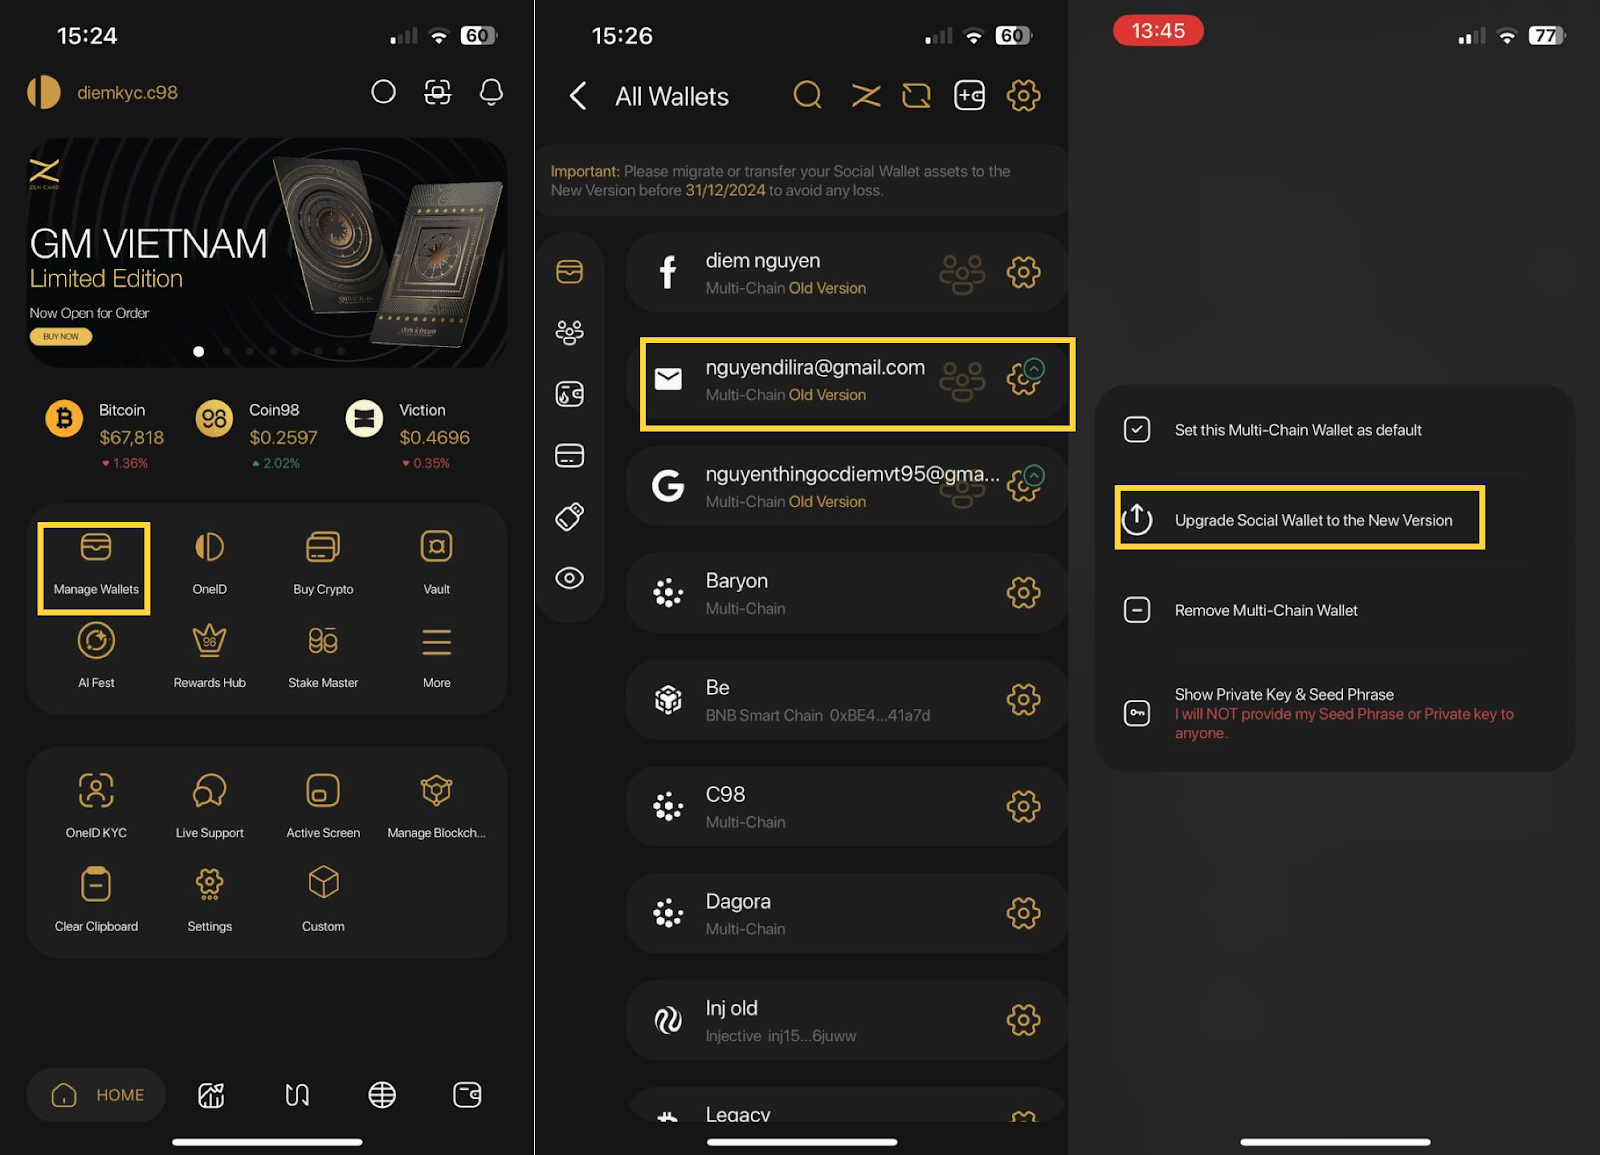 15:24
60
diemkyc.c98
ZEN CARD
GM VIETNAM
Limited Edition
Now Open for Order
BUY NOW
Bitcoin
$67,818
1.36%
Coin98
$0.2597
2.02%
Viction
$0.4696
0.35%
Manage Wallets
OneID
Buy Crypto
Vault
AI Fest
Rewards Hub
Stake Master
More
OneID KYC
Live Support
Active Screen
Manage Blockch...
Clear Clipboard
Settings
Custom
HOME
15:26
60
All Wallets
Important: Please migrate or transfer your Social Wallet assets to the
New Version before 31/12/2024 to avoid any loss.
diem nguyen
Multi-Chain Old Version
nguyendilira@gmail.com
Multi-Chain Old Version
nguyenthingocdiemvt95@gma...
Multi-Chain Old Version
Baryon
Multi-Chain
Be
BNB Smart Chain 0xBE4...41a7d
C98
Multi-Chain
Dagora
Multi-Chain
Inj old
Injective inj15...6juww
Legacy
13:45
77
Set this Multi-Chain Wallet as default
Upgrade Social Wallet to the New Version
Remove Multi-Chain Wallet
Show Private Key & Seed Phrase
I will NOT provide my Seed Phrase or Private key to
anyone.